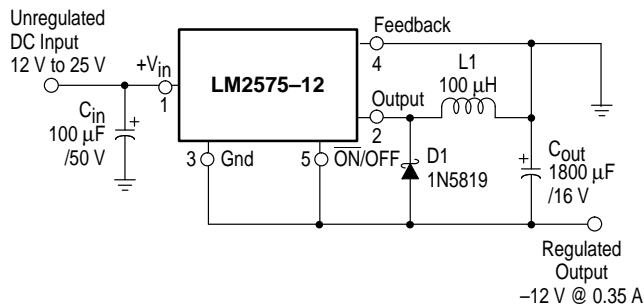 Unregulated
DC Input
12 V to 25 V
+Vin
1
Cin
100 µF
/50 V
+
LM2575–12
Feedback
4
Output
2
L1
100 µH
3 Gnd
5 ON/OFF
D1
1N5819
+
Cout
1800 µF
/16 V
Regulated
Output
–12 V @ 0.35 A